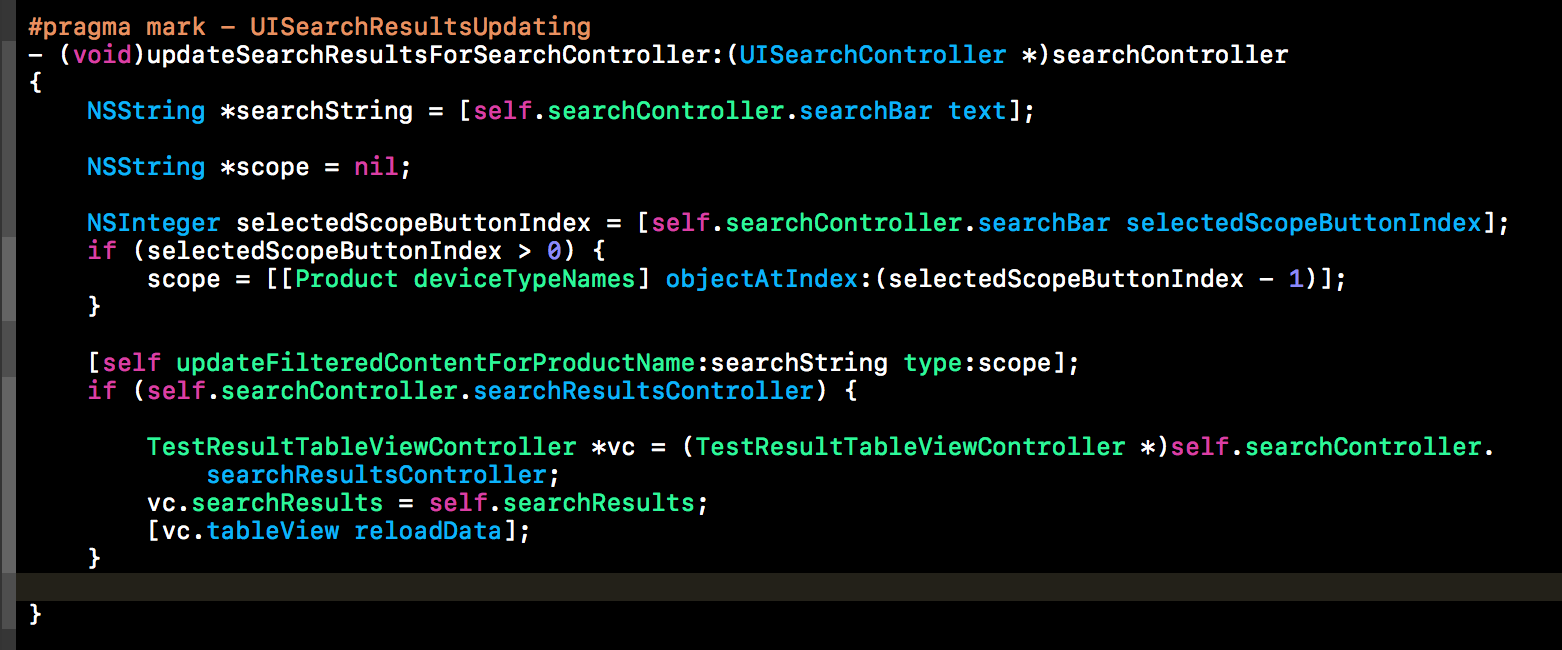 #pragma mark – UISearchResultsUpdating
– (void)updateSearchResultsForSearchController:(UISearchController *)searchController
{
    NSString *searchString = [self.searchController.searchBar text];

    NSString *scope = nil;

    NSInteger selectedScopeButtonIndex = [self.searchController.searchBar selectedScopeButtonIndex];
    if (selectedScopeButtonIndex > 0) {
        scope = [[Product deviceTypeNames] objectAtIndex:(selectedScopeButtonIndex – 1)];
    }

    [self updateFilteredContentForProductName:searchString type:scope];
    if (self.searchController.searchResultsController) {

        TestResultTableViewController *vc = (TestResultTableViewController *)self.searchController.
            searchResultsController;
        vc.searchResults = self.searchResults;
        [vc.tableView reloadData];
    }

}